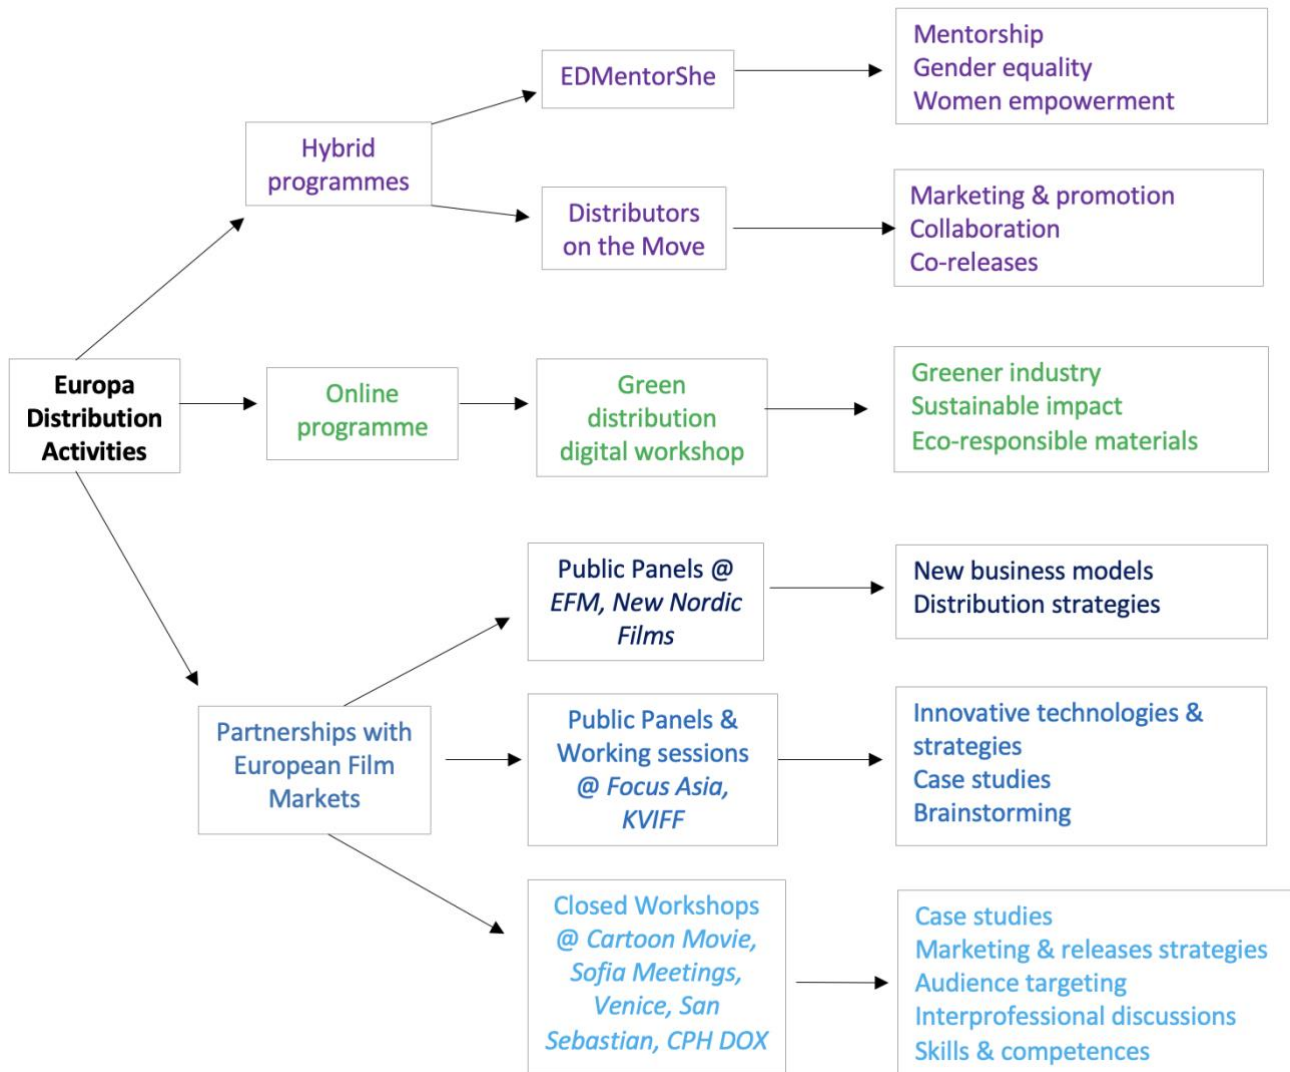 EDMentorShe
Mentorship
Gender equality
Women empowerment
Hybrid
programmes
Distributors
on the Move
Marketing & promotion
Collaboration
Co-releases
Europa
Distribution
Activities
Online
programme
Green
distribution
digital workshop
Greener industry
Sustainable impact
Eco-responsible materials
Public Panels @
EFM, New Nordic
Films
New business models
Distribution strategies
Partnerships with
European Film
Markets
Public Panels &
Working sessions
@ Focus Asia,
KVIFF
Innovative technologies &
strategies
Case studies
Brainstorming
Closed Workshops
@ Cartoon Movie,
Sofia Meetings,
Venice, San
Sebastian, CPH DOX
Case studies
Marketing & releases strategies
Audience targeting
Interprofessional discussions
Skills & competences